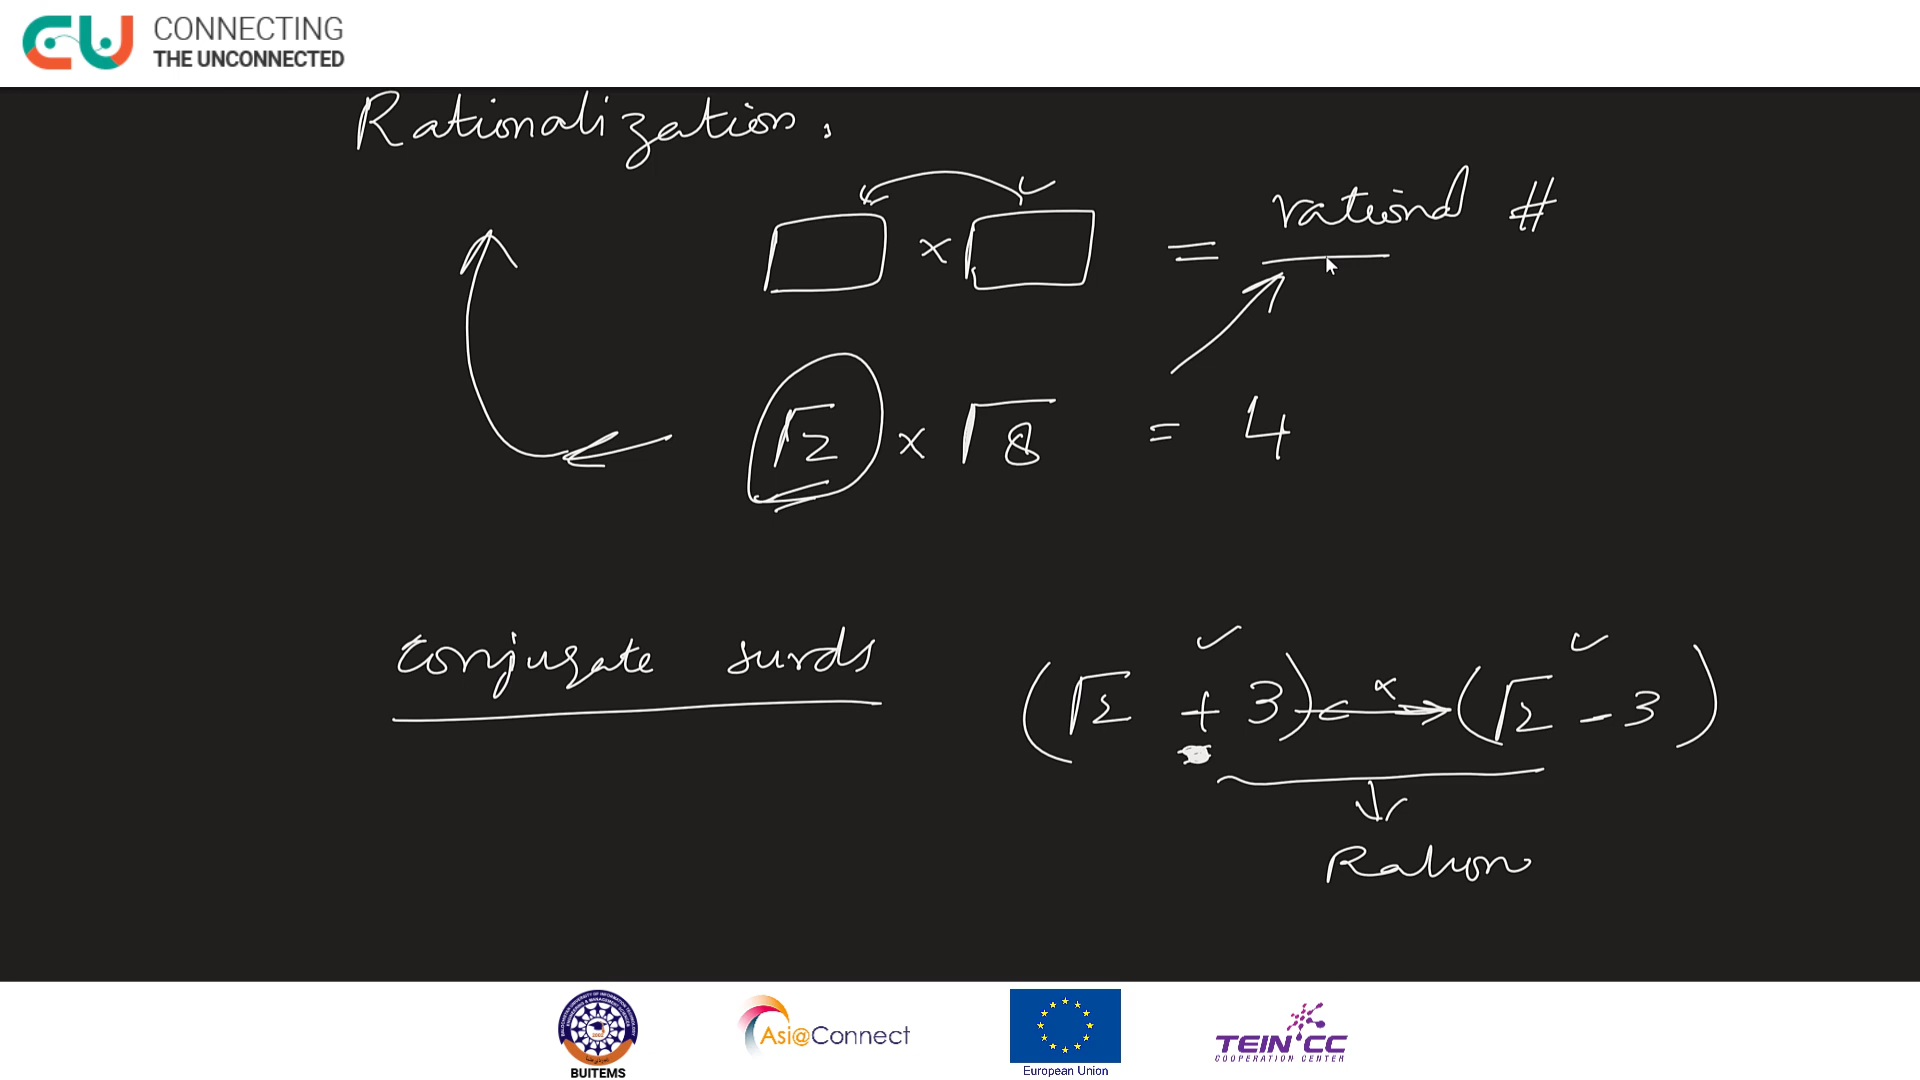 CONNECTING
THE UNCONNECTED
Rationalization.
rational #
× =
√2 × √8 = 4
Conjugate surds (√2 + 3) × (√2 - 3)
Ration
BUITEMS
Asi@Connect
European Union
TEIN*CC
COOPERATION CENTER